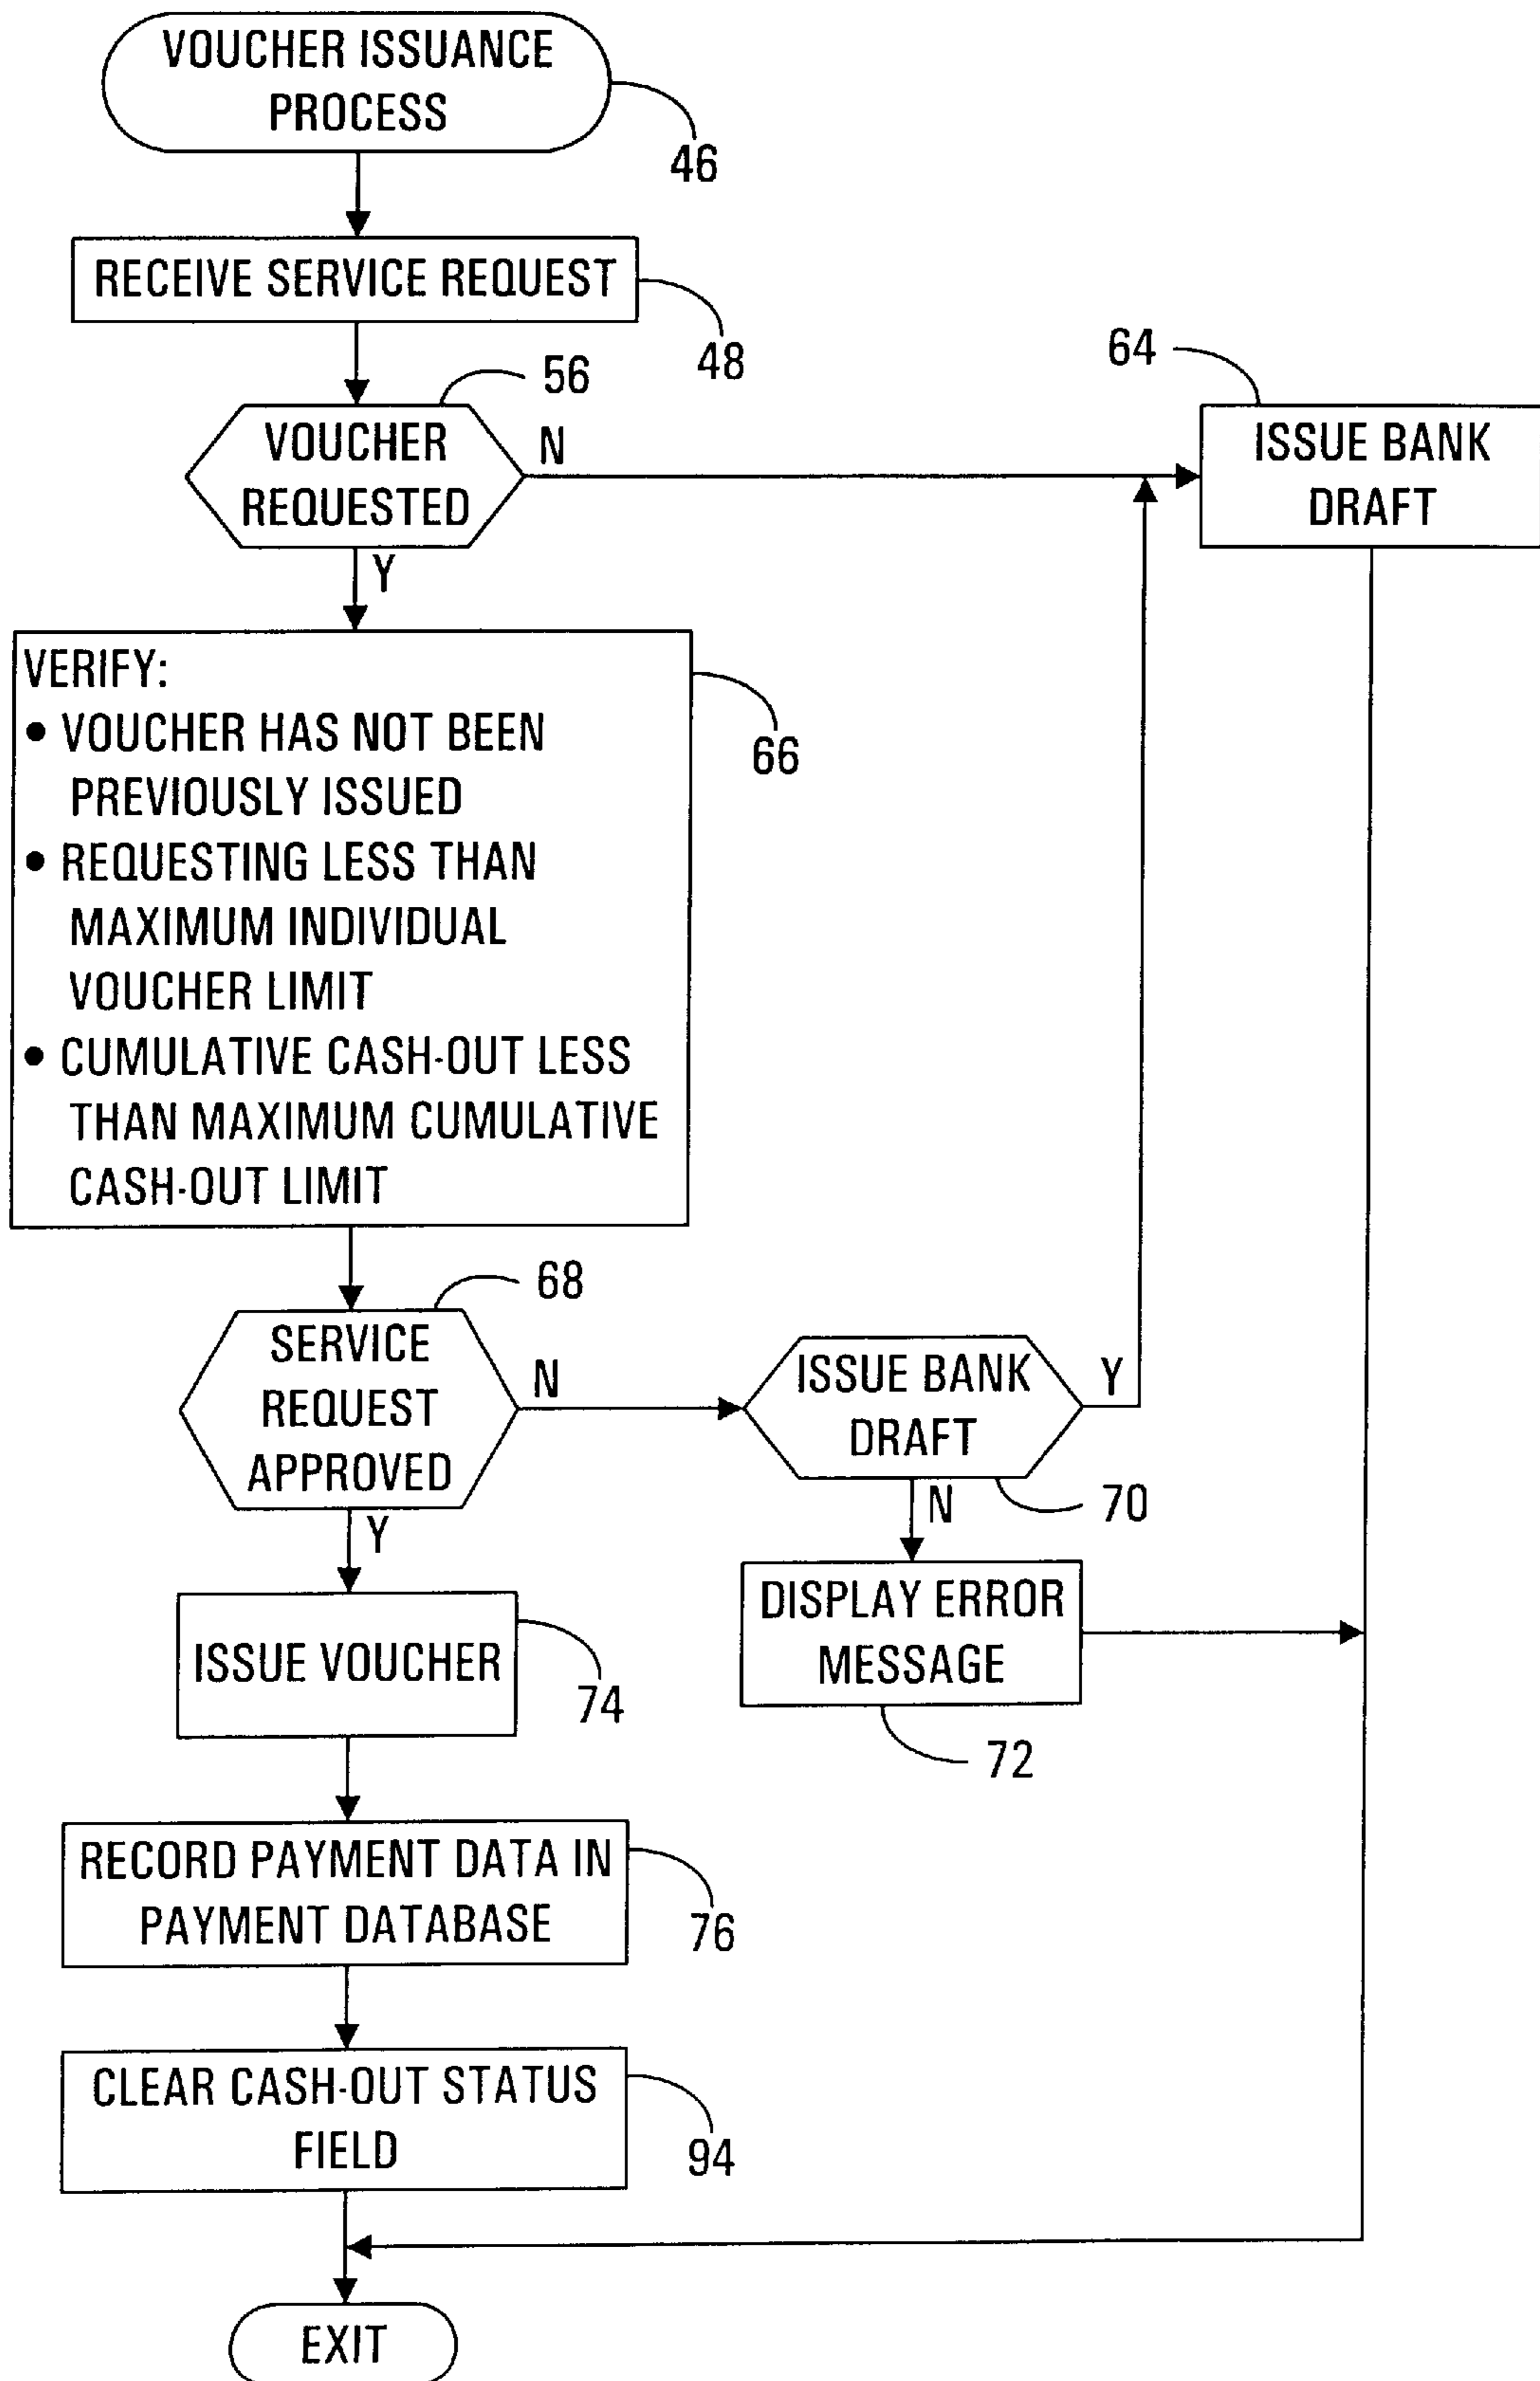 VOUCHER ISSUANCE
PROCESS
46
RECEIVE SERVICE REQUEST
48
56
VOUCHER
REQUESTED
N
Y
64
ISSUE BANK
DRAFT
VERIFY:
• VOUCHER HAS NOT BEEN
PREVIOUSLY ISSUED
• REQUESTING LESS THAN
MAXIMUM INDIVIDUAL
VOUCHER LIMIT
• CUMULATIVE CASH-OUT LESS
THAN MAXIMUM CUMULATIVE
CASH-OUT LIMIT
66
68
SERVICE
REQUEST
APPROVED
N
Y
ISSUE BANK
DRAFT
Y
N
70
DISPLAY ERROR
MESSAGE
72
ISSUE VOUCHER
74
RECORD PAYMENT DATA IN
PAYMENT DATABASE
76
CLEAR CASH-OUT STATUS
FIELD
94
EXIT